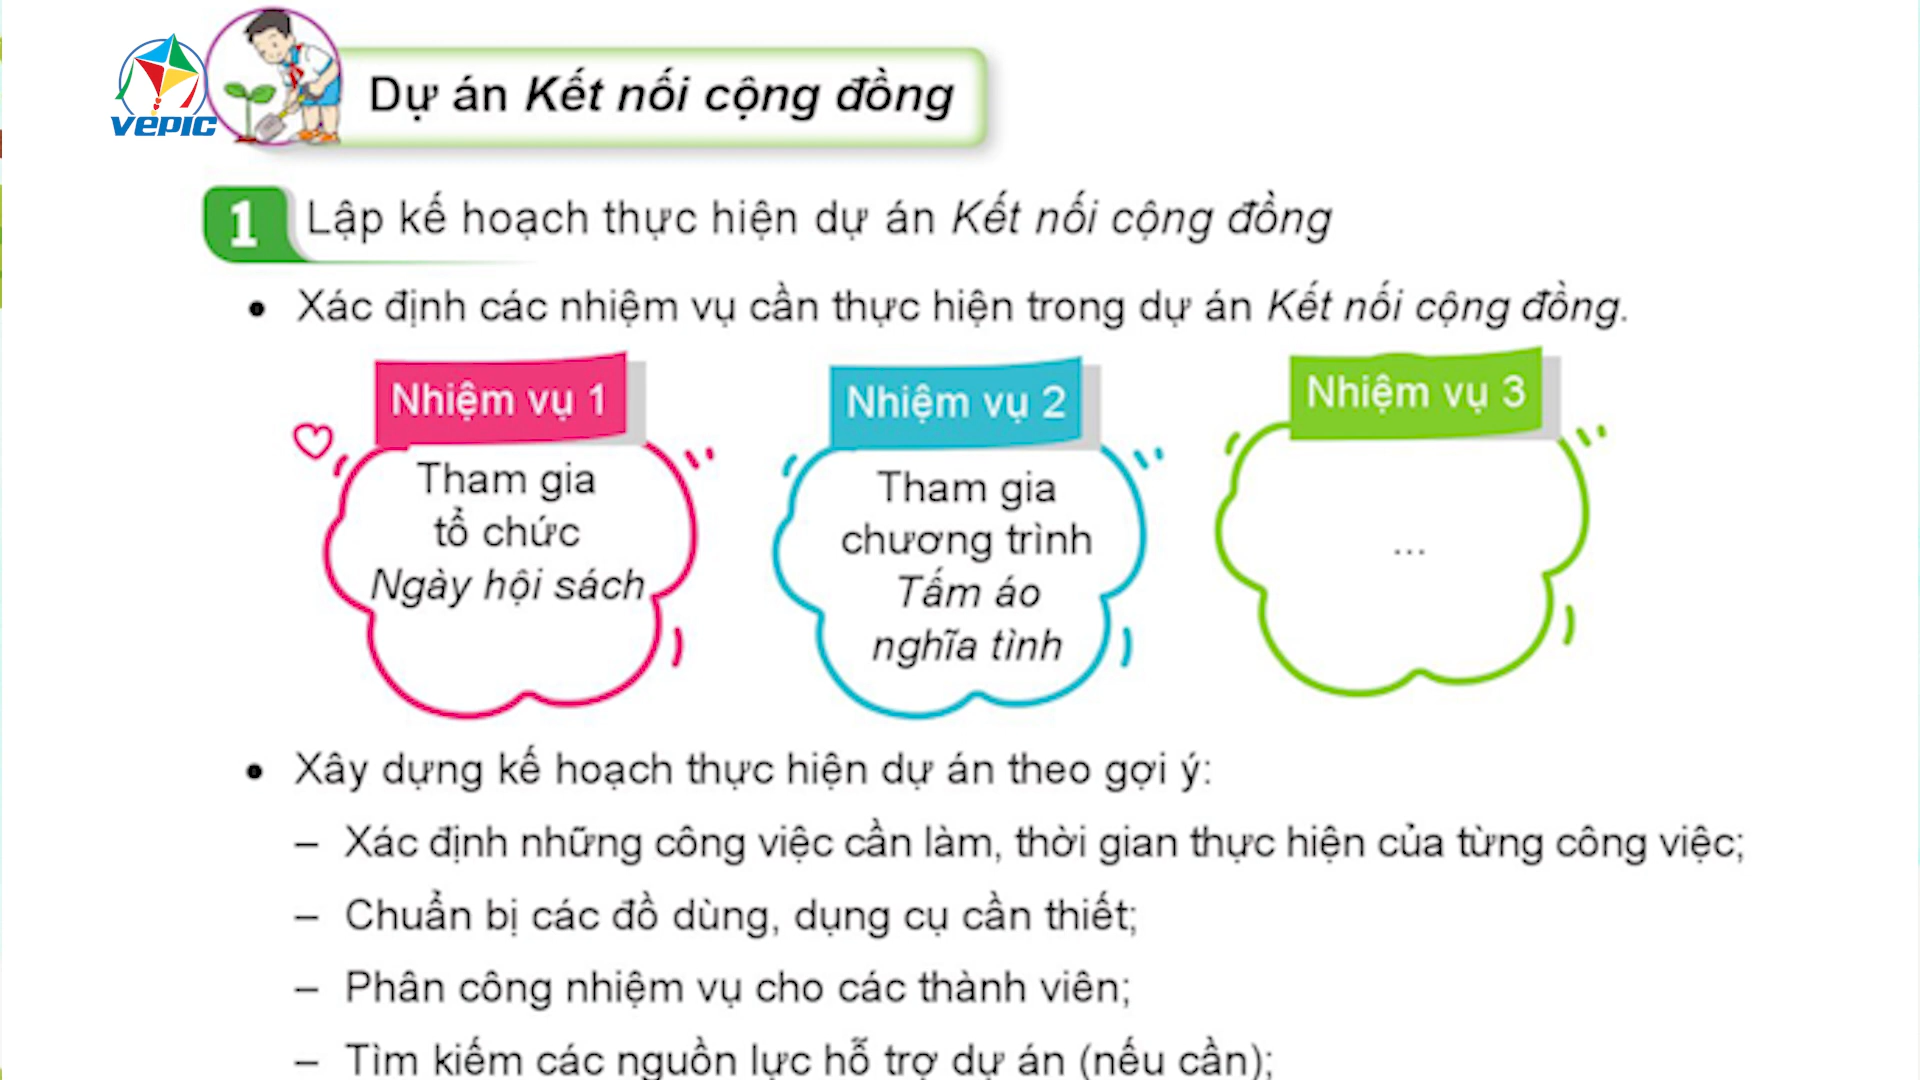 VEPIC
Dự án Kết nối cộng đồng
1 Lập kế hoạch thực hiện dự án Kết nối cộng đồng
• Xác định các nhiệm vụ cần thực hiện trong dự án Kết nối cộng đồng.
Nhiệm vụ 1
Tham gia
tổ chức
Ngày hội sách
Nhiệm vụ 2
Tham gia
chương trình
Tấm áo
nghĩa tình
Nhiệm vụ 3
...
• Xây dựng kế hoạch thực hiện dự án theo gợi ý:
– Xác định những công việc cần làm, thời gian thực hiện của từng công việc;
– Chuẩn bị các đồ dùng, dụng cụ cần thiết;
– Phân công nhiệm vụ cho các thành viên;
– Tìm kiếm các nguồn lực hỗ trợ dự án (nếu cần);